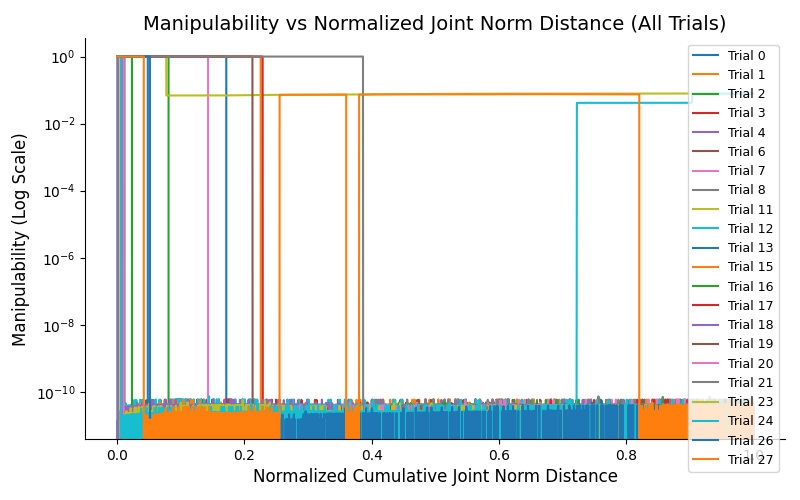 Manipulability vs Normalized Joint Norm Distance (All Trials)
Manipulability (Log Scale)
10⁰
10⁻²
10⁻⁴
10⁻⁶
10⁻⁸
10⁻¹⁰
0.0
0.2
0.4
0.6
0.8
1.0
Normalized Cumulative Joint Norm Distance
Trial 0
Trial 1
Trial 2
Trial 3
Trial 4
Trial 6
Trial 7
Trial 8
Trial 11
Trial 12
Trial 13
Trial 15
Trial 16
Trial 17
Trial 18
Trial 19
Trial 20
Trial 21
Trial 23
Trial 24
Trial 26
Trial 27